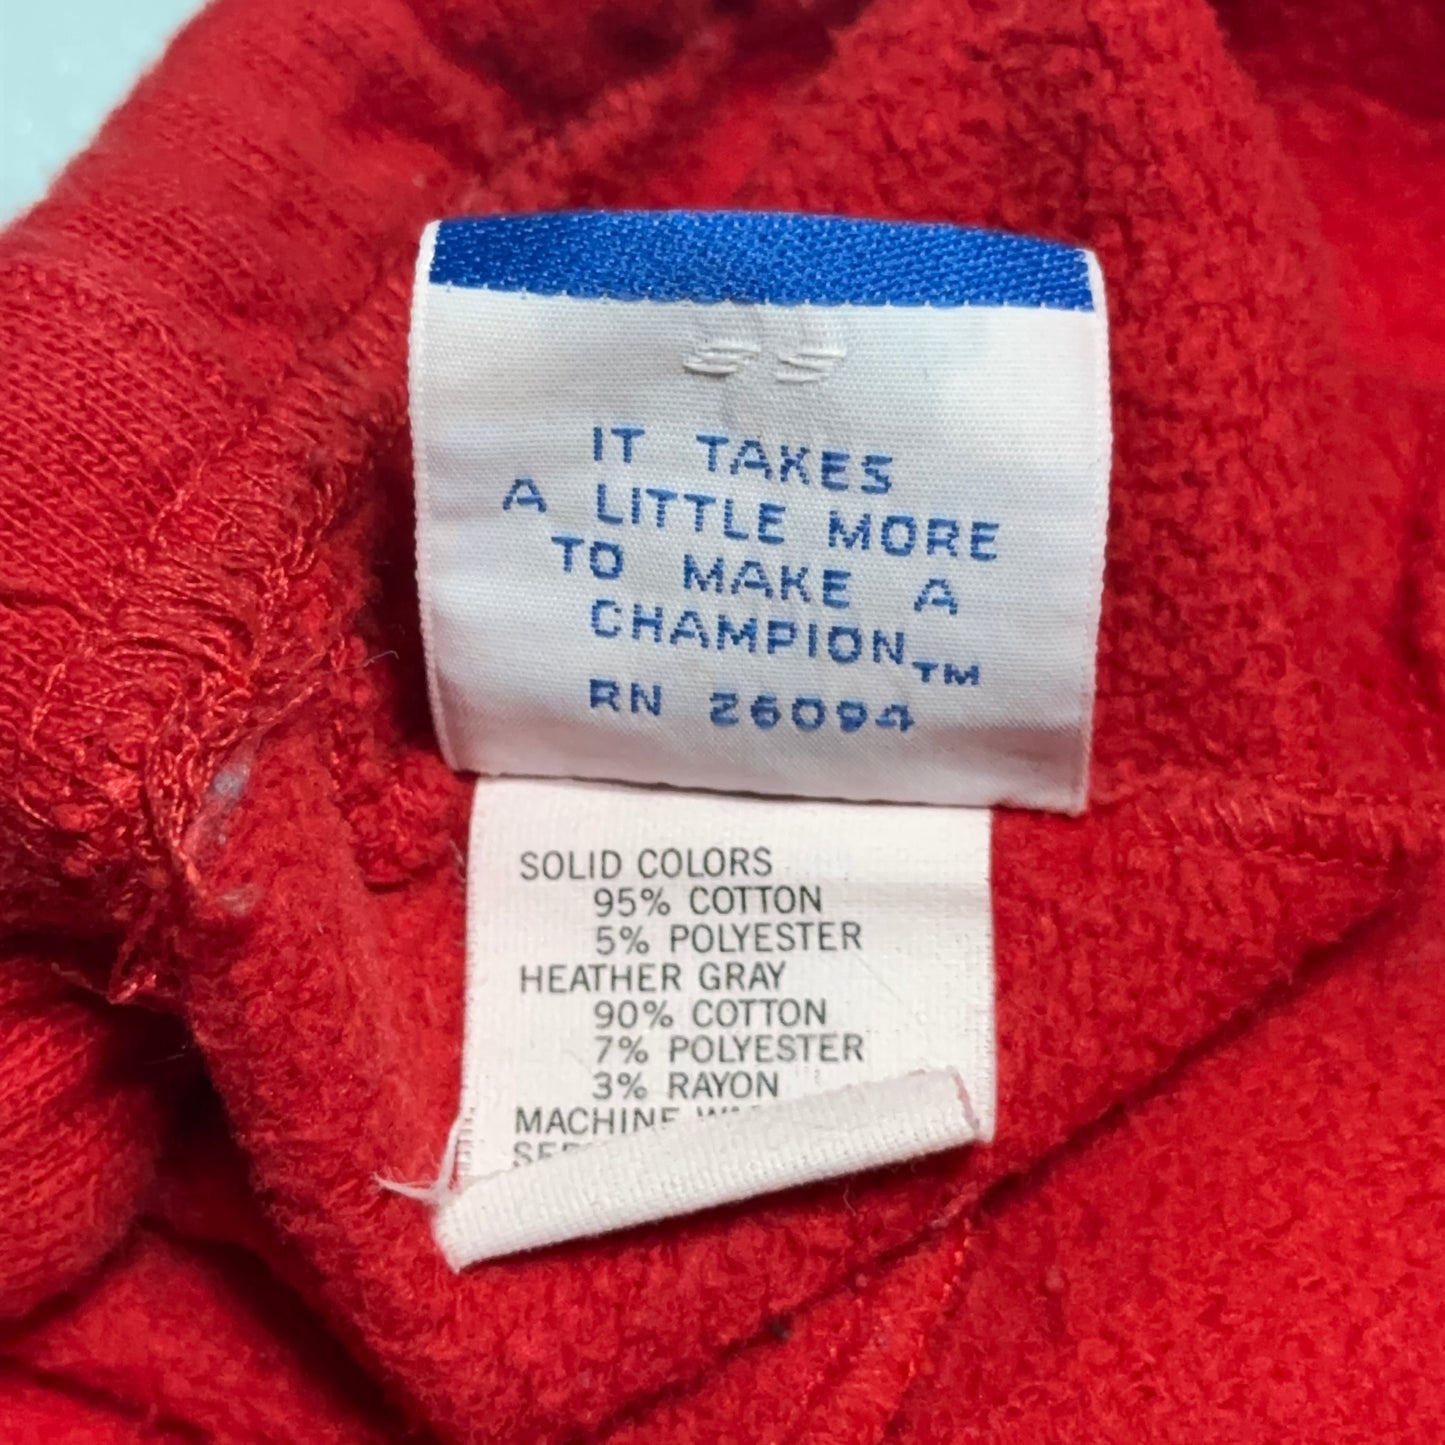 IT TAKES
A LITTLE MORE
TO MAKE A
CHAMPION™
RN 26094
SOLID COLORS
95% COTTON
5% POLYESTER
HEATHER GRAY
90% COTTON
7% POLYESTER
3% RAYON
MACHINE